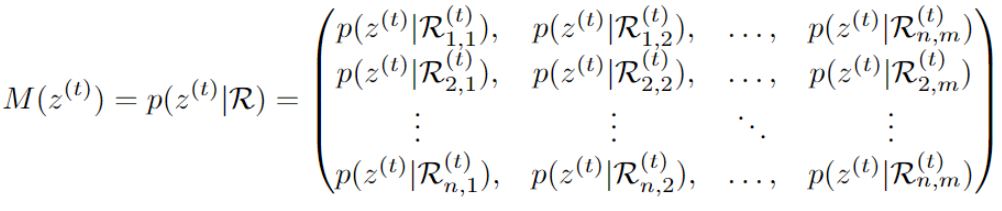 $M(z^{(t)}) = p(z^{(t)}|\mathcal{R}) = \begin{pmatrix} p(z^{(t)}|\mathcal{R}_{1,1}^{(t)}), & p(z^{(t)}|\mathcal{R}_{1,2}^{(t)}), & \ldots, & p(z^{(t)}|\mathcal{R}_{n,m}^{(t)}) \\ p(z^{(t)}|\mathcal{R}_{2,1}^{(t)}), & p(z^{(t)}|\mathcal{R}_{2,2}^{(t)}), & \ldots, & p(z^{(t)}|\mathcal{R}_{2,m}^{(t)}) \\ \vdots & \vdots & \ddots & \vdots \\ p(z^{(t)}|\mathcal{R}_{n,1}^{(t)}), & p(z^{(t)}|\mathcal{R}_{n,2}^{(t)}), & \ldots, & p(z^{(t)}|\mathcal{R}_{n,m}^{(t)}) \end{pmatrix}$